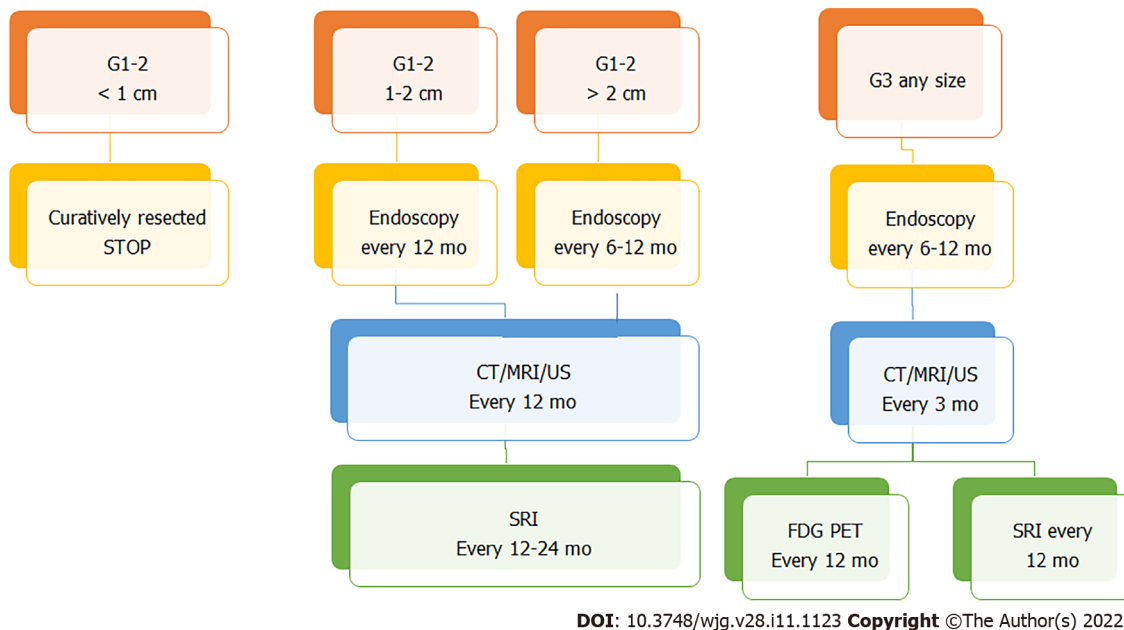 G1-2
< 1 cm
G1-2
1-2 cm
G1-2
> 2 cm
G3 any size
Curatively resected
STOP
Endoscopy
every 12 mo
Endoscopy
every 6-12 mo
Endoscopy
every 6-12 mo
CT/MRI/US
Every 12 mo
CT/MRI/US
Every 3 mo
SRI
Every 12-24 mo
FDG PET
Every 12 mo
SRI every
12 mo
DOI: 10.3748/wjg.v28.i11.1123 Copyright ©The Author(s) 2022